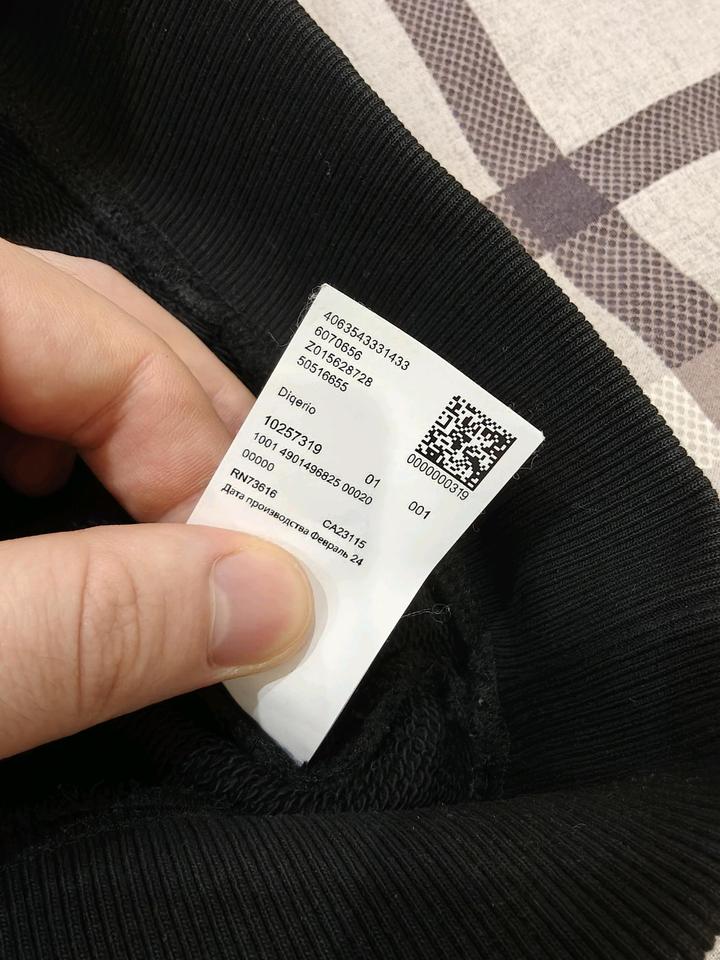 4063543331433
6070656
Z015628728
50516655
Diqerio
0000000319
10257319 01 001
1001 4901496825 00020
00000
RN73616 CA23115
Дата производства Февраль 24